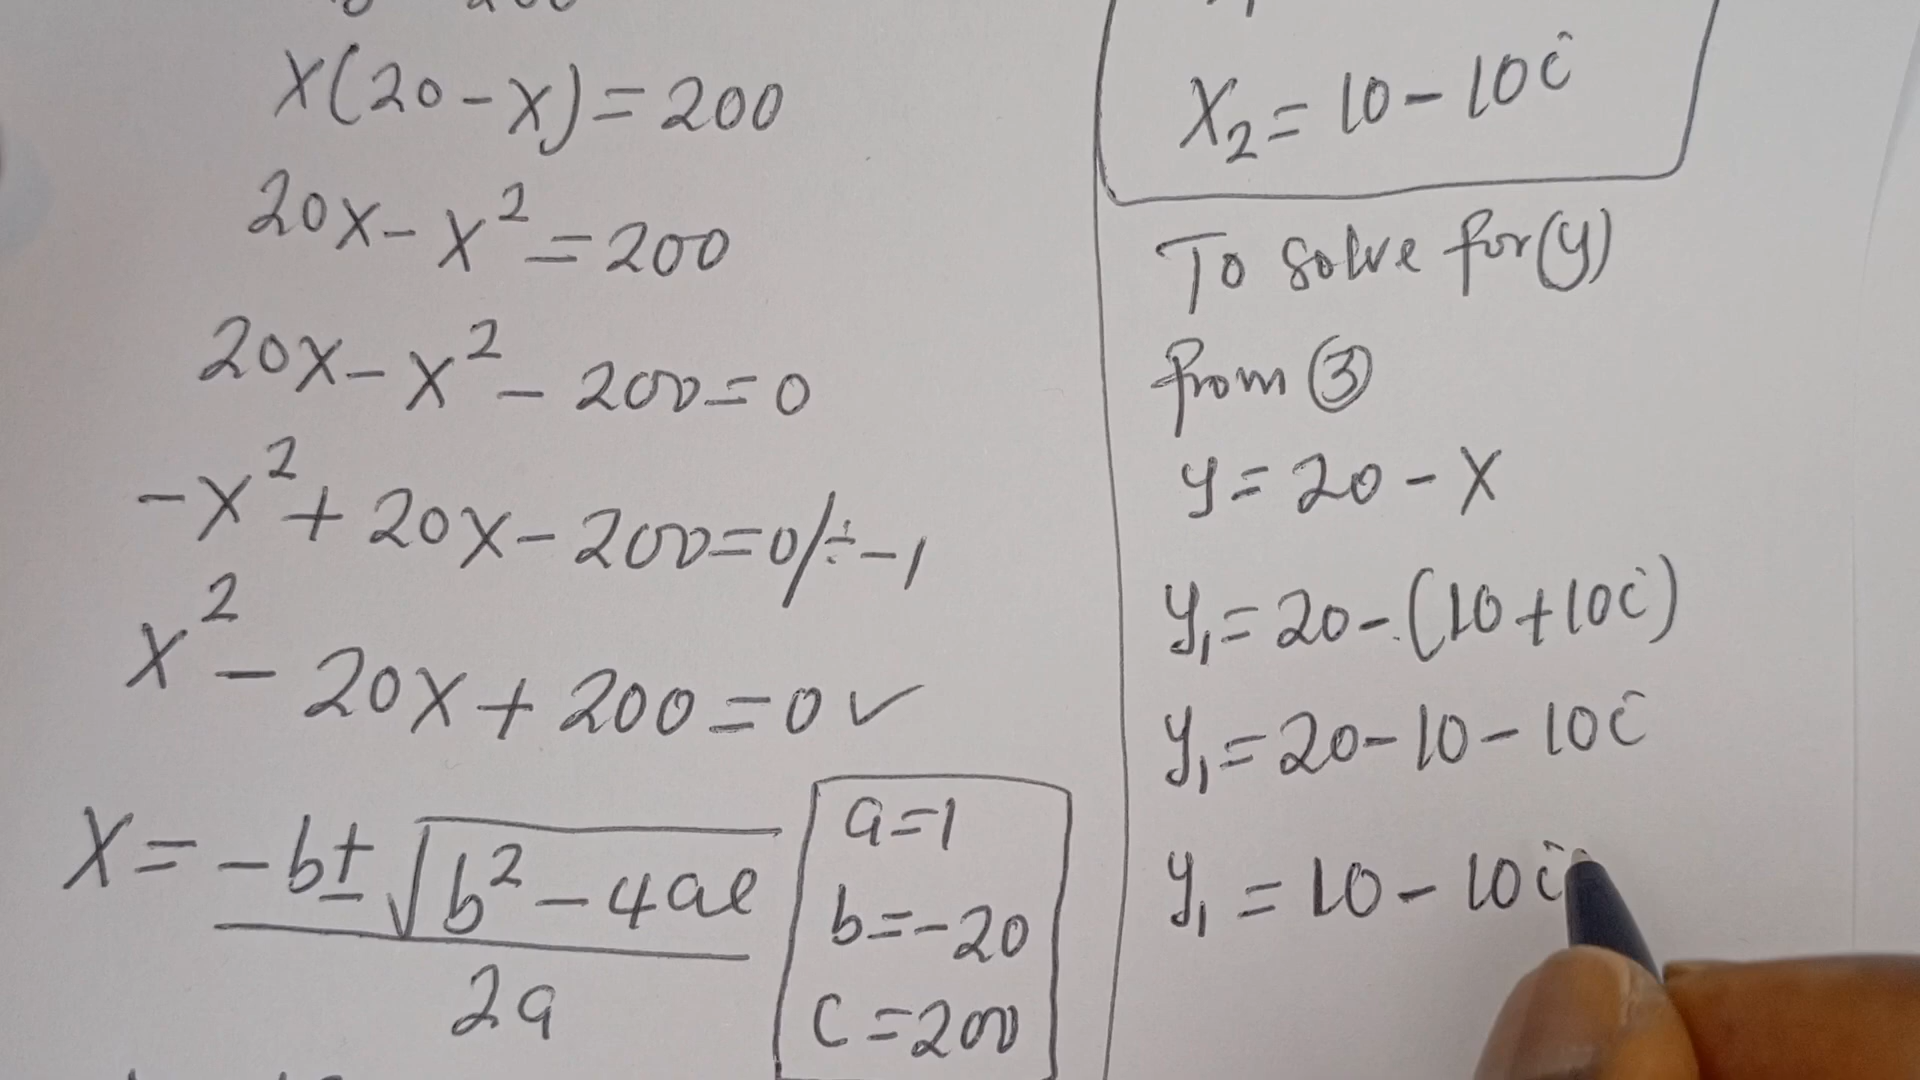 x(20-x)=200
20x-x²=200
20x-x²-200=0
-x²+20x-200=0/÷-1
x²-20x+200=0✓
x=-b±√b²-4ac
2a
a=1
b=-20
c=200
x₂=10-10i
To solve for(y)
from ③
y=20-x
y₁=20-(10+10i)
y₁=20-10-10i
y₁=10-10i